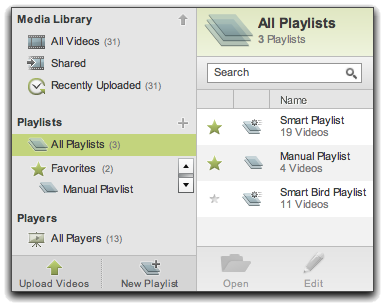 Media Library
All Videos (31)
Shared
Recently Uploaded (31)
Playlists
All Playlists (3)
Favorites (2)
Manual Playlist
Players
All Players (13)
Upload Videos
New Playlist
All Playlists
3 Playlists
Search
Name
Smart Playlist
19 Videos
Manual Playlist
4 Videos
Smart Bird Playlist
11 Videos
Open
Edit